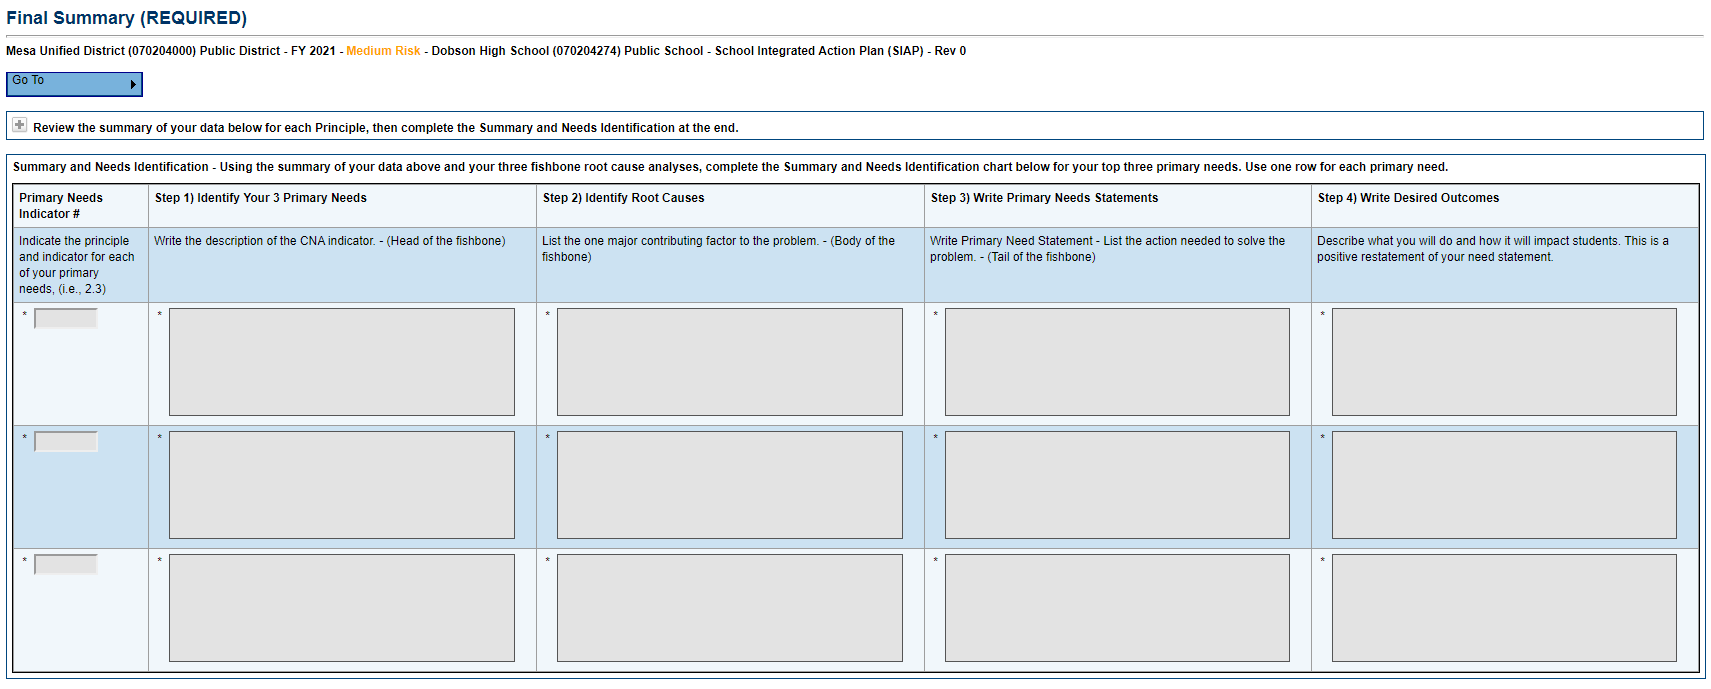 Final Summary (REQUIRED)
Mesa Unified District (070204000) Public District - FY 2021 - Medium Risk - Dobson High School (070204274) Public School - School Integrated Action Plan (SIAP) - Rev 0
Go To
Review the summary of your data below for each Principle, then complete the Summary and Needs Identification at the end.
Summary and Needs Identification - Using the summary of your data above and your three fishbone root cause analyses, complete the Summary and Needs Identification chart below for your top three primary needs. Use one row for each primary need.
Primary Needs
Indicator #
Step 1) Identify Your 3 Primary Needs
Step 2) Identify Root Causes
Step 3) Write Primary Needs Statements
Step 4) Write Desired Outcomes
Indicate the principle
and indicator for each
of your primary
needs, (i.e., 2.3)
Write the description of the CNA indicator. - (Head of the fishbone)
List the one major contributing factor to the problem. - (Body of the
fishbone)
Write Primary Need Statement - List the action needed to solve the
problem. - (Tail of the fishbone)
Describe what you will do and how it will impact students. This is a
positive restatement of your need statement.
* * * * *
* * * * *
* * * * *